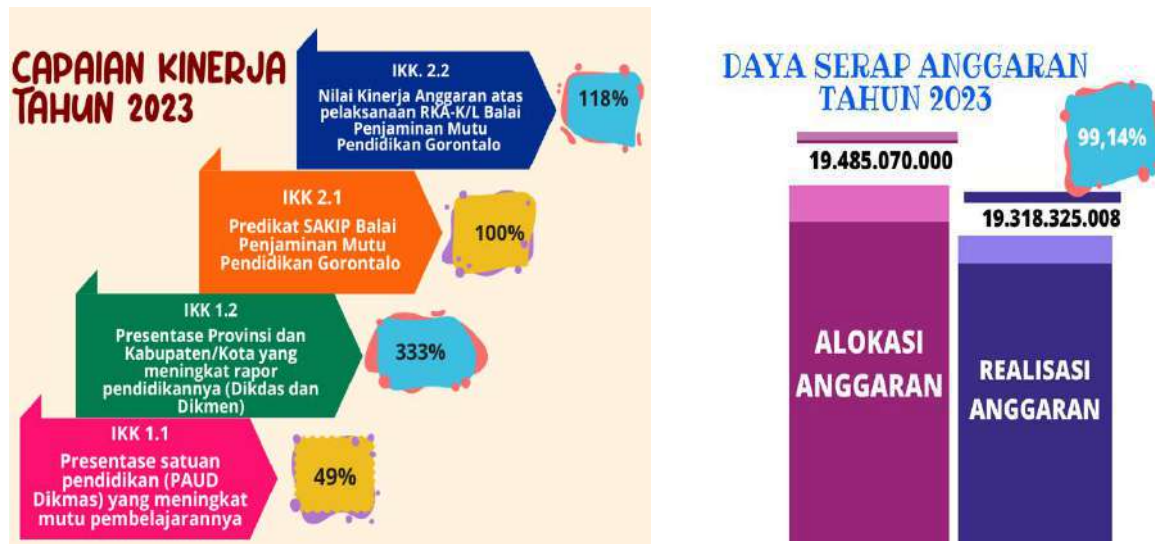 CAPAIAN KINERJA
TAHUN 2023
IKK. 2.2
Nilai Kinerja Anggaran atas
pelaksanaan RKA-K/L Balai
Penjaminan Mutu
Pendidikan Gorontalo
118%
IKK 2.1
Predikat SAKIP Balai
Penjaminan Mutu
Pendidikan Gorontalo
100%
IKK 1.2
Presentase Provinsi dan
Kabupaten/Kota yang
meningkat rapor
pendidikannya (Dikdas dan
Dikmen)
333%
IKK 1.1
Presentase satuan
pendidikan (PAUD
Dikmas) yang meningkat
mutu pembelajarannya
49%
DAYA SERAP ANGGARAN
TAHUN 2023
99,14%
19.485.070.000
19.318.325.008
ALOKASI
ANGGARAN
REALISASI
ANGGARAN